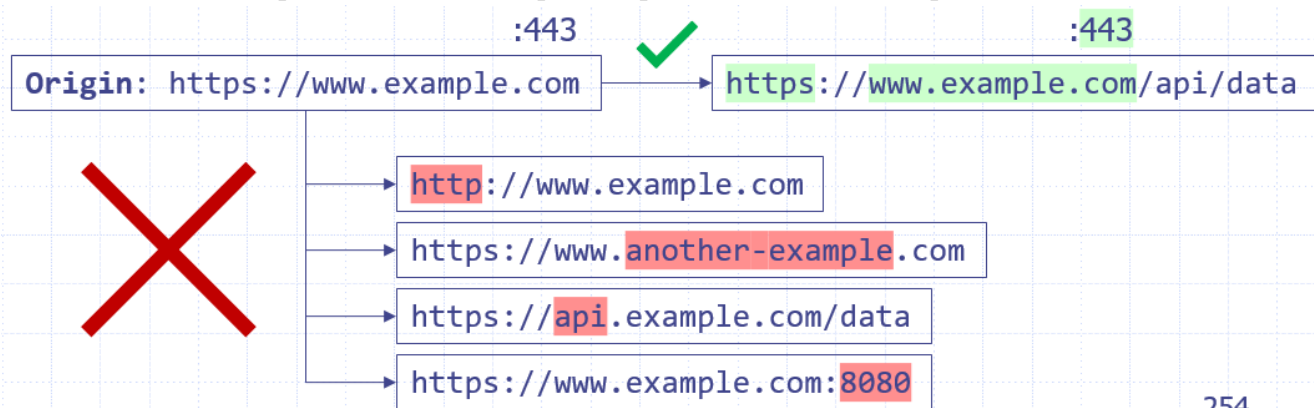 :443
:443
Origin: https://www.example.com
https://www.example.com/api/data
http://www.example.com
https://www.another-example.com
https://api.example.com/data
https://www.example.com:8080
254